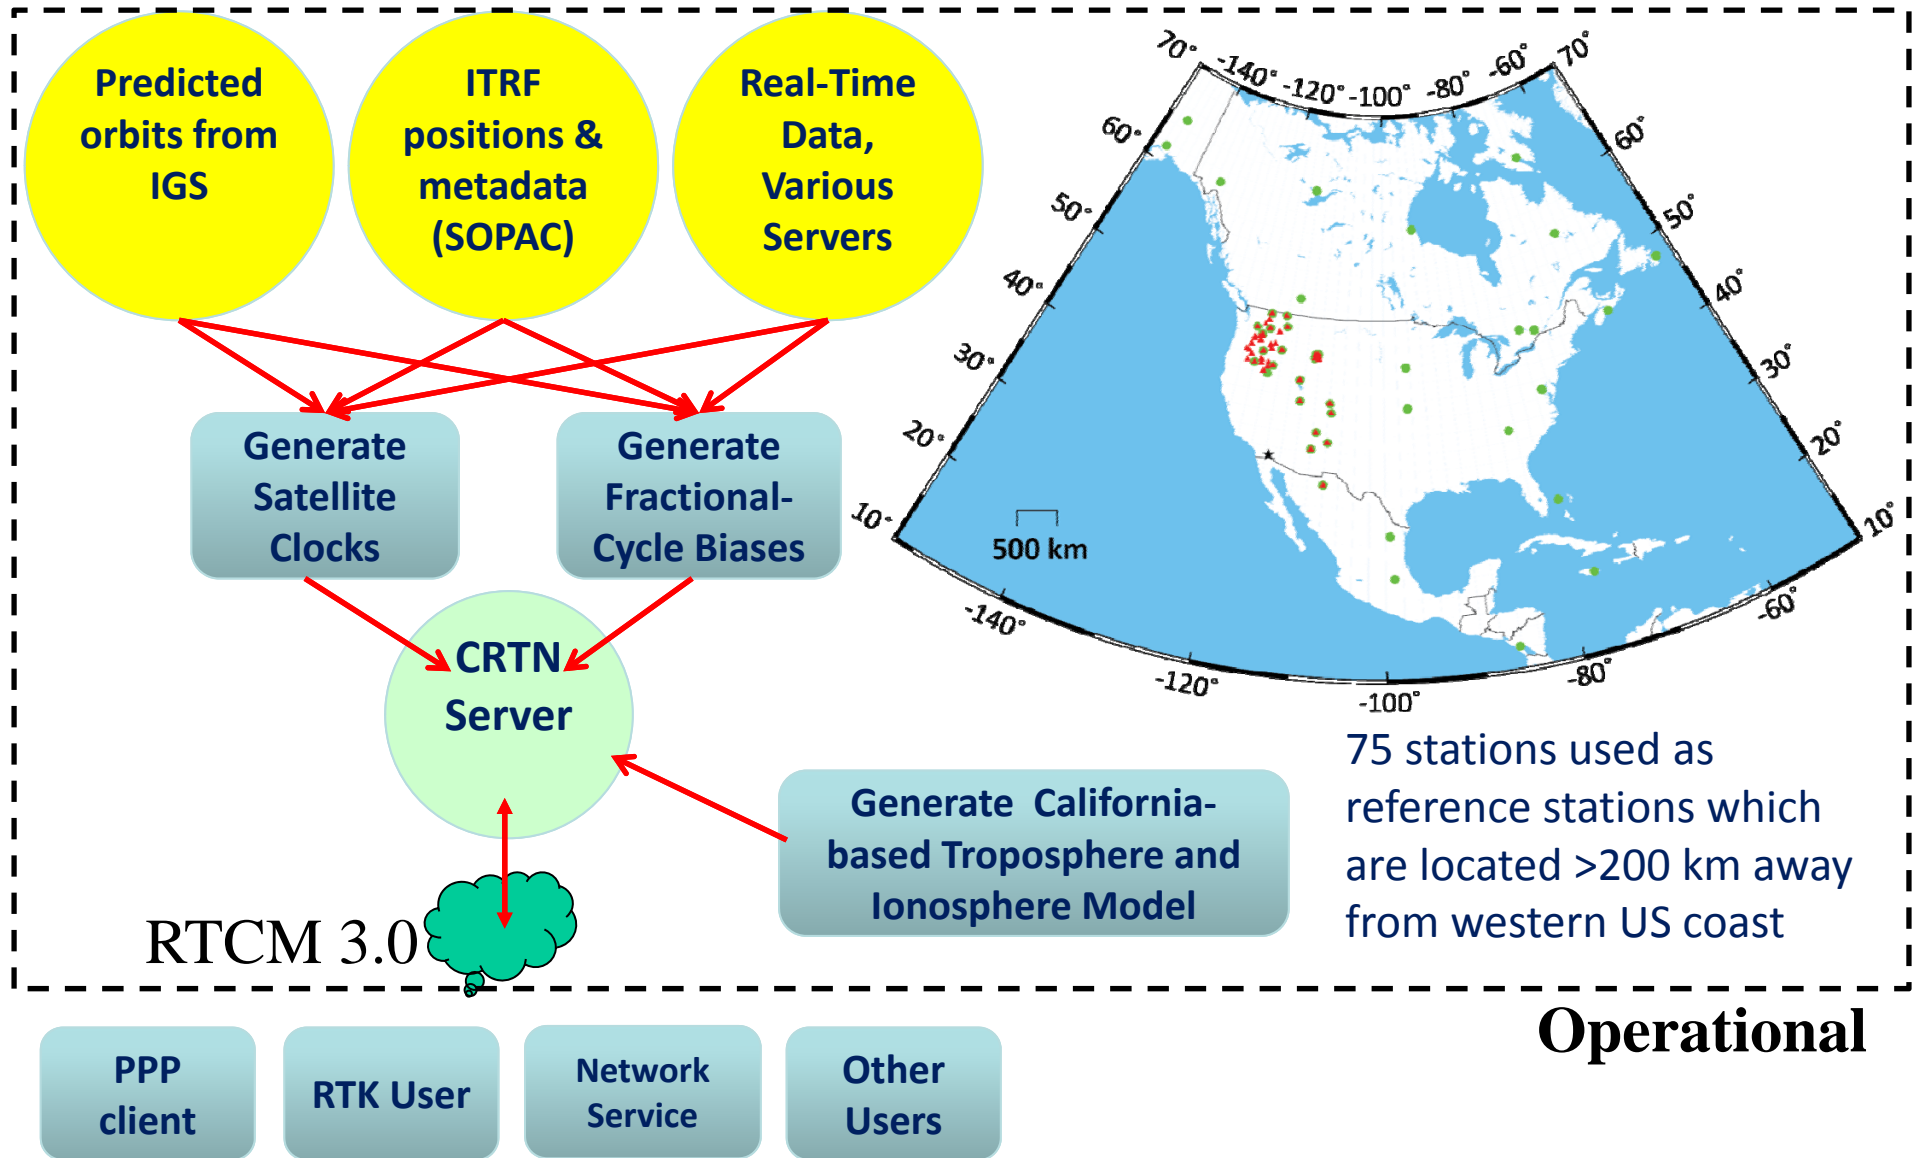 Predicted
orbits from
IGS
ITRF
positions &
metadata
(SOPAC)
Real-Time
Data,
Various
Servers
Generate
Satellite
Clocks
Generate
Fractional-
Cycle Biases
CRTN
Server
Generate California-
based Troposphere and
Ionosphere Model
RTCM 3.0
70° -140° -120° -100° -80° -60° 70°
60° 60°
50° 50°
40° 40°
30° 30°
20° 20°
10° 10°
500 km
-140° -120° -100° -80° -60°
75 stations used as
reference stations which
are located >200 km away
from western US coast
Operational
PPP
client
RTK User
Network
Service
Other
Users